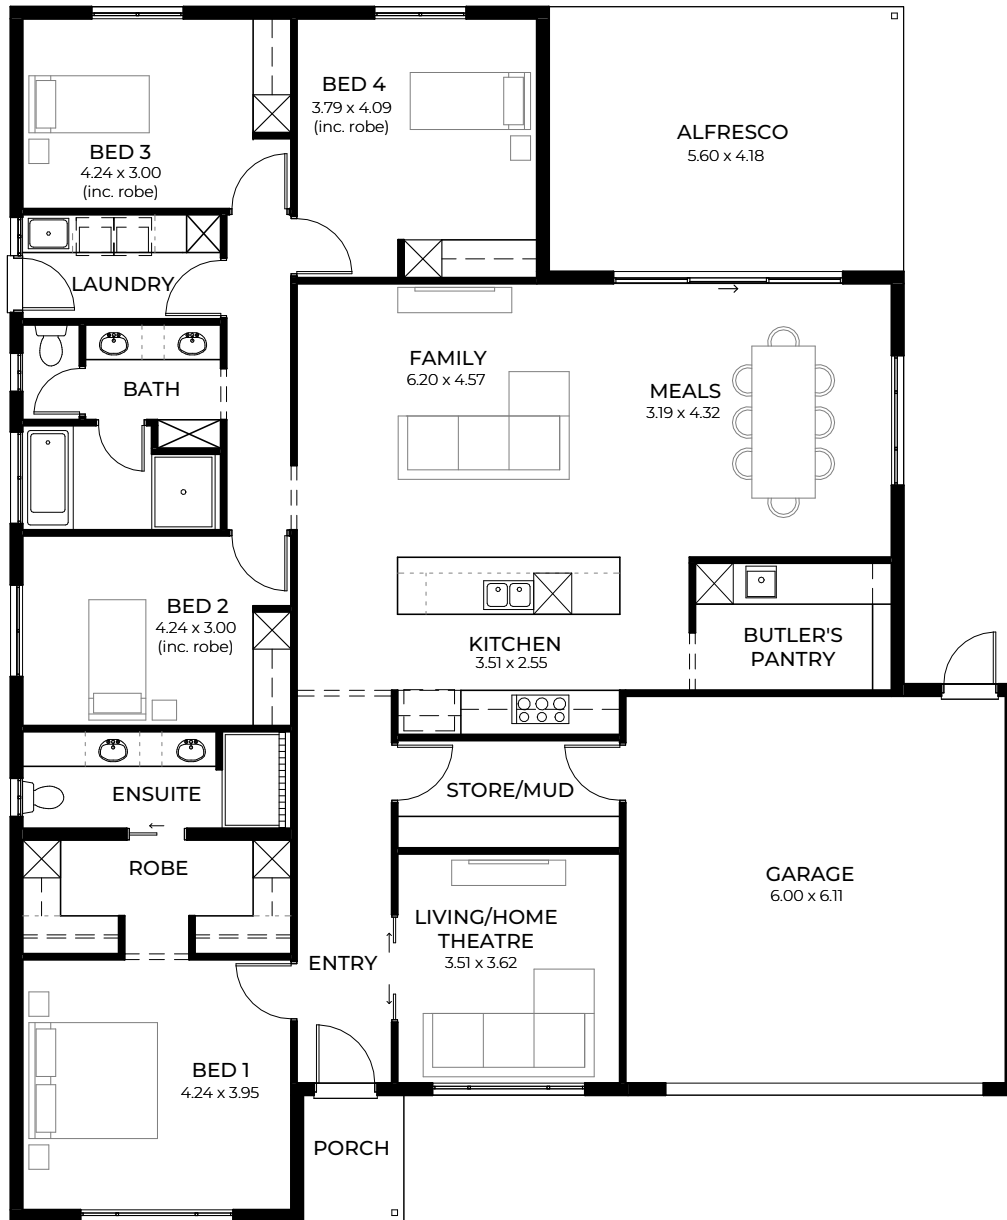 BED 4
3.79 x 4.09
(inc. robe)
ALFRESCO
5.60 x 4.18
BED 3
4.24 x 3.00
(inc. robe)
LAUNDRY
FAMILY
6.20 x 4.57
MEALS
3.19 x 4.32
BATH
BED 2
4.24 x 3.00
(inc. robe)
KITCHEN
3.51 x 2.55
BUTLER'S
PANTRY
ENSUITE
STORE/MUD
ROBE
GARAGE
6.00 x 6.11
LIVING/HOME
THEATRE
3.51 x 3.62
ENTRY
BED 1
4.24 x 3.95
PORCH